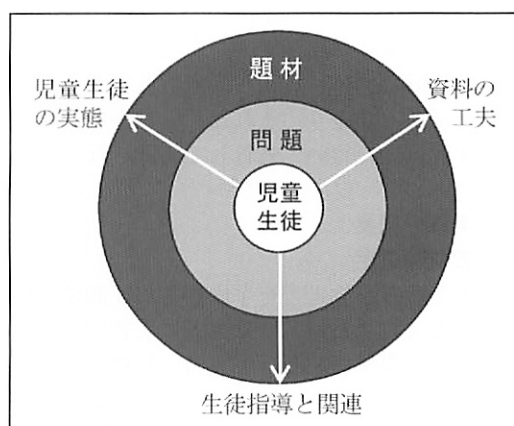 題材
児童生徒
の実態
資料の
工夫
問題
児童
生徒
生徒指導と関連